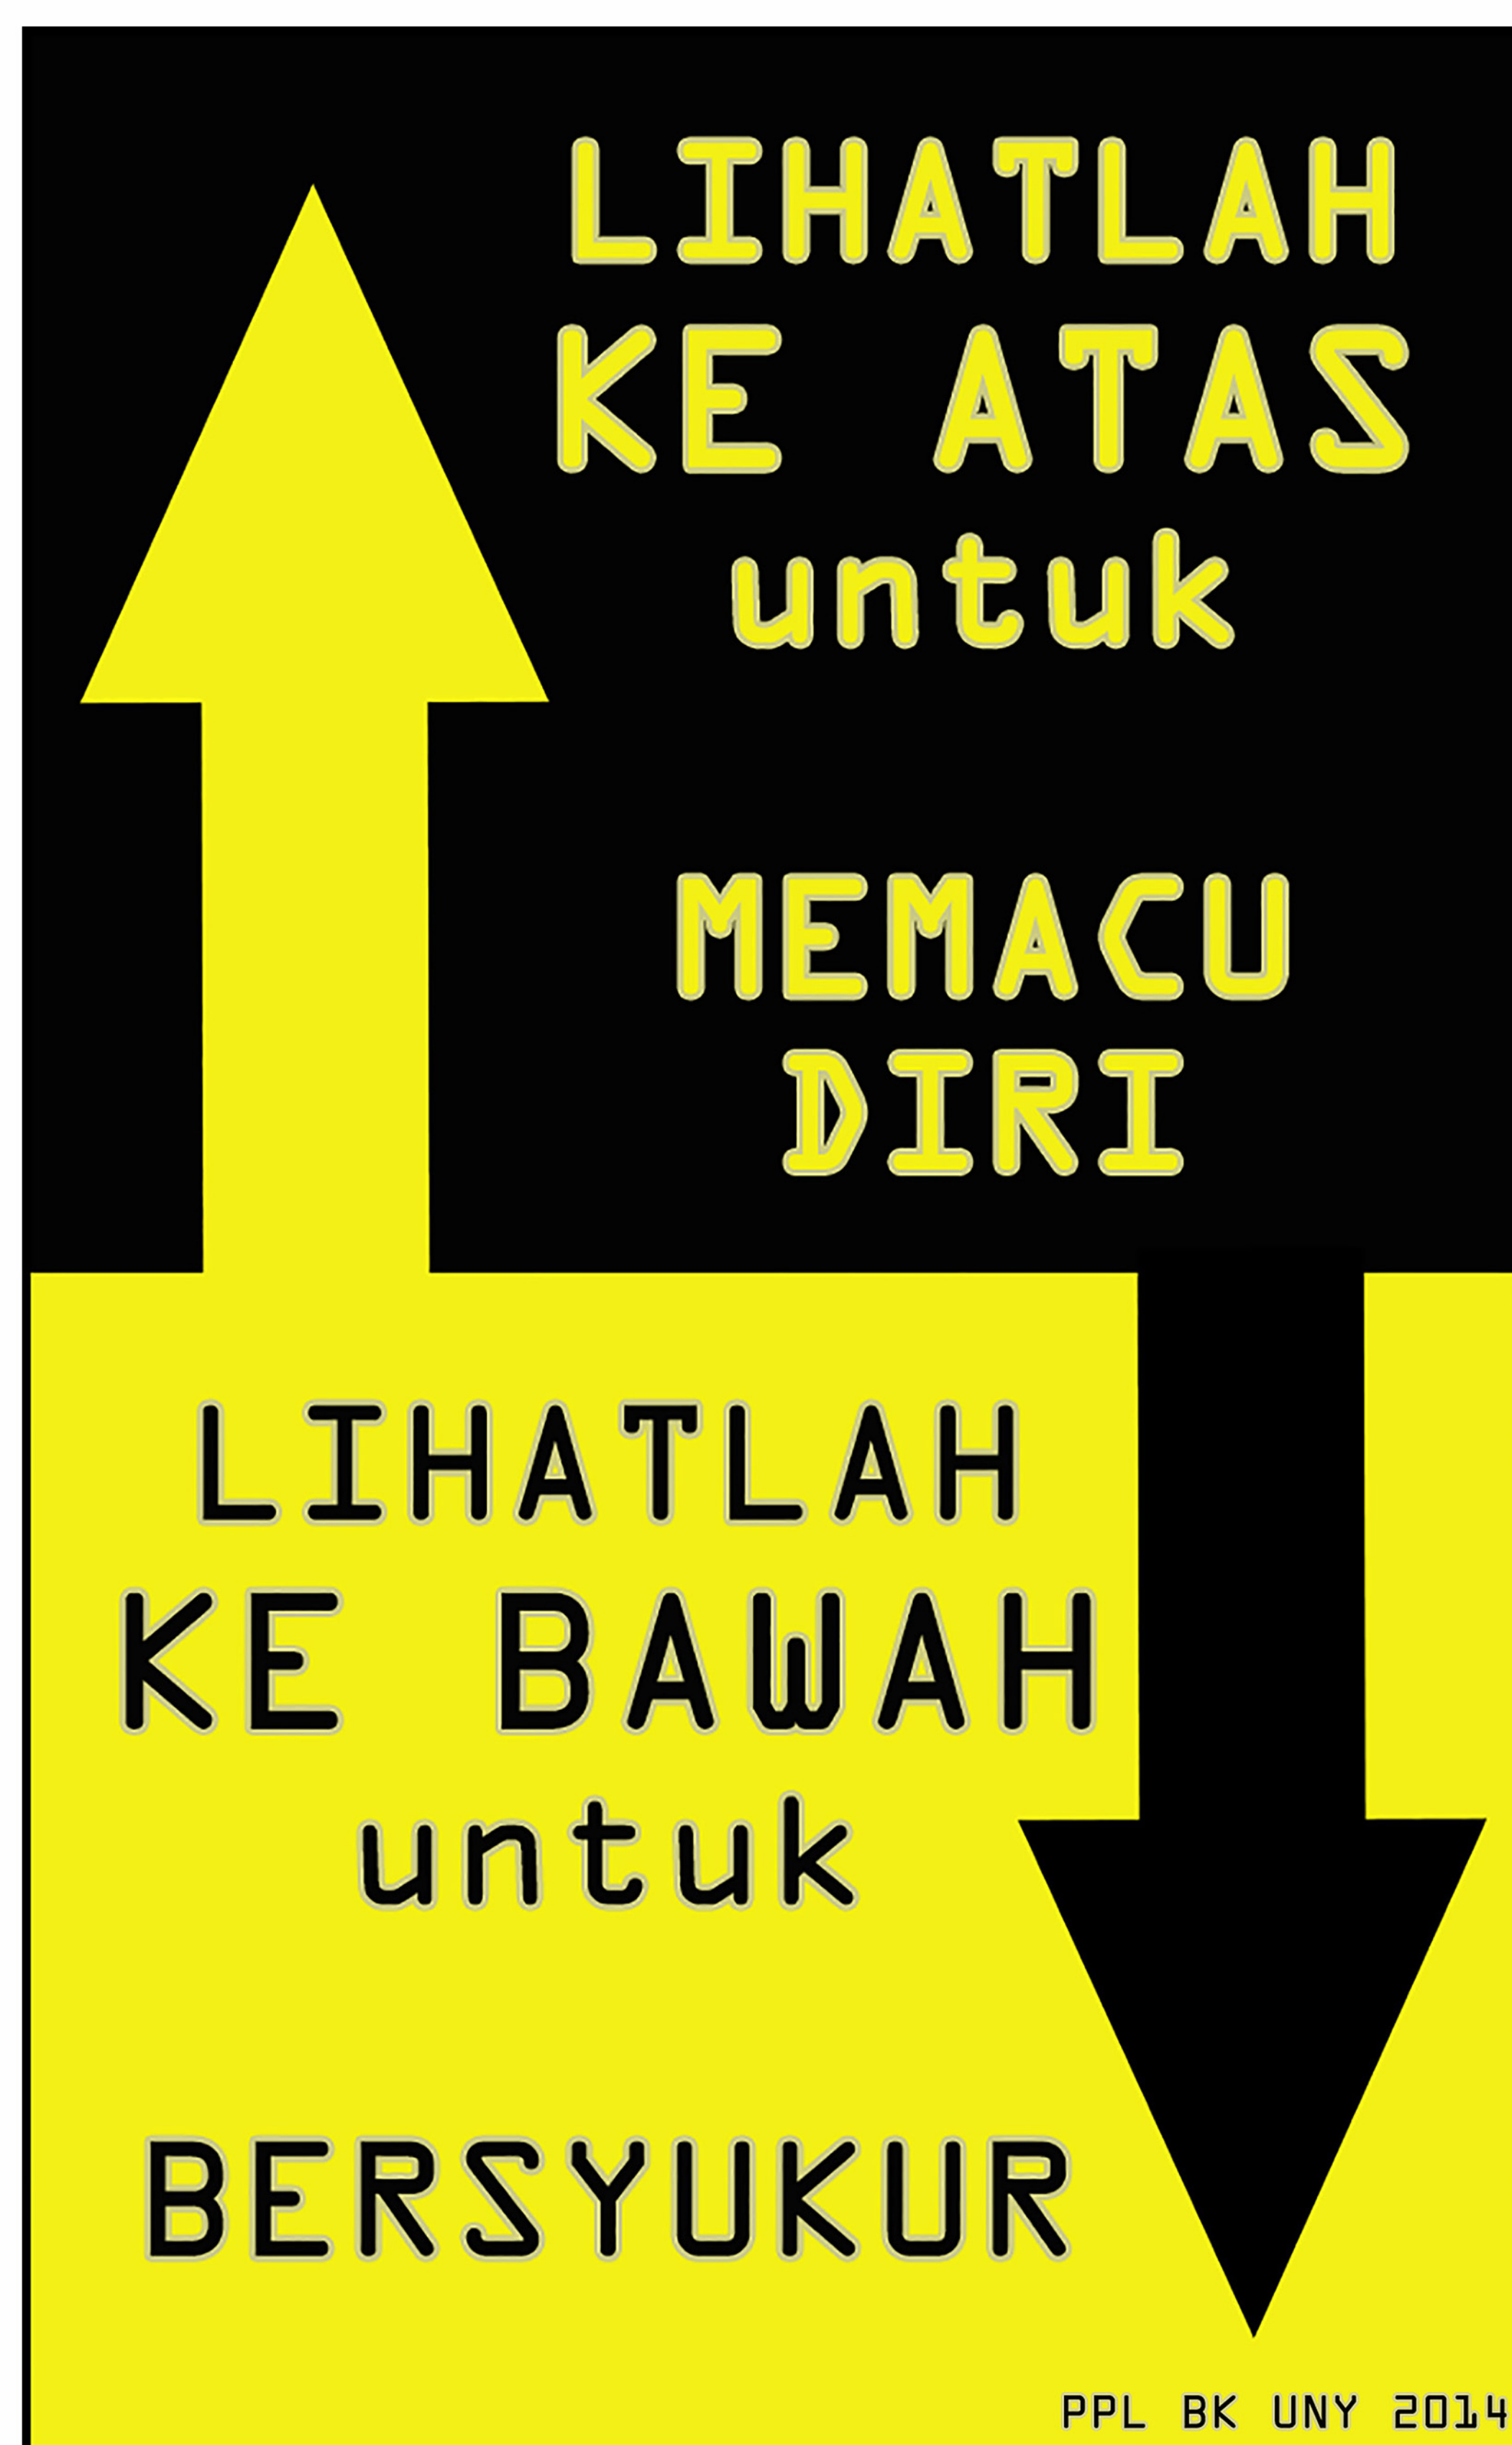 LIHATLAH
KE ATAS
untuk
MEMACU
DIRI
LIHATLAH
KE BAWAH
untuk
BERSYUKUR
PPL BK UNY 2014